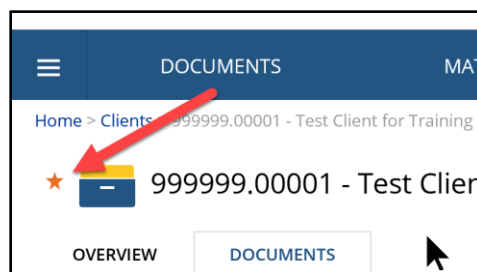 DOCUMENTS MAT
Home > Clients 999999.00001 - Test Client for Training
999999.00001 - Test Clien
OVERVIEW DOCUMENTS